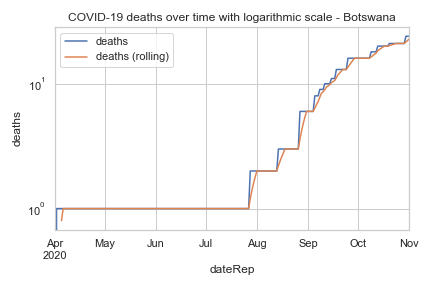 COVID-19 deaths over time with logarithmic scale - Botswana
deaths
deaths (rolling)
10¹
10⁰
deaths
Apr May Jun Jul Aug Sep Oct Nov
2020
dateRep